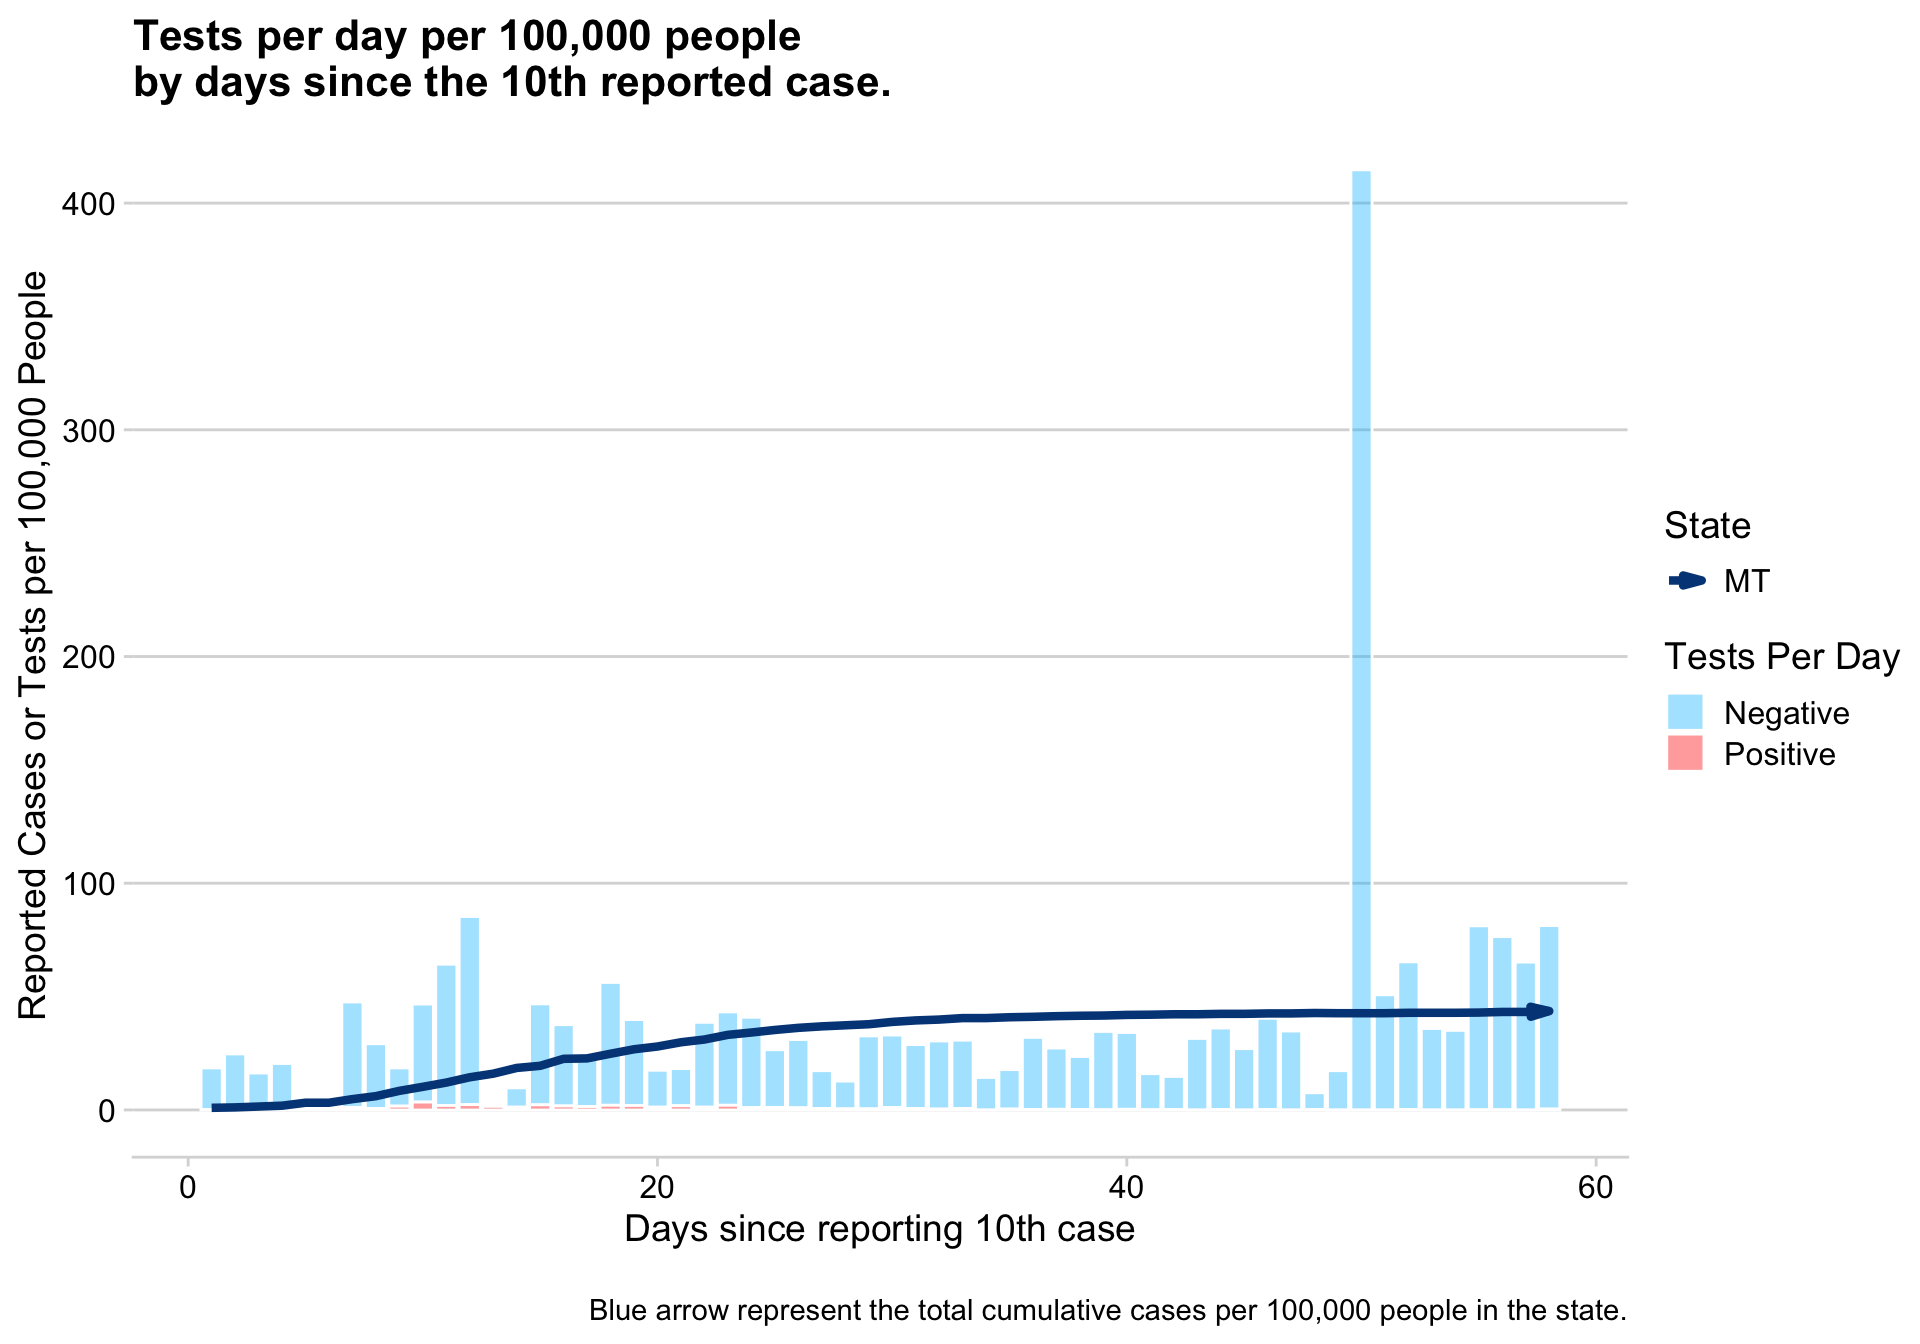 Tests per day per 100,000 people
by days since the 10th reported case.
Reported Cases or Tests per 100,000 People
400
300
200
100
0
0
20
40
60
Days since reporting 10th case
State
MT
Tests Per Day
Negative
Positive
Blue arrow represent the total cumulative cases per 100,000 people in the state.